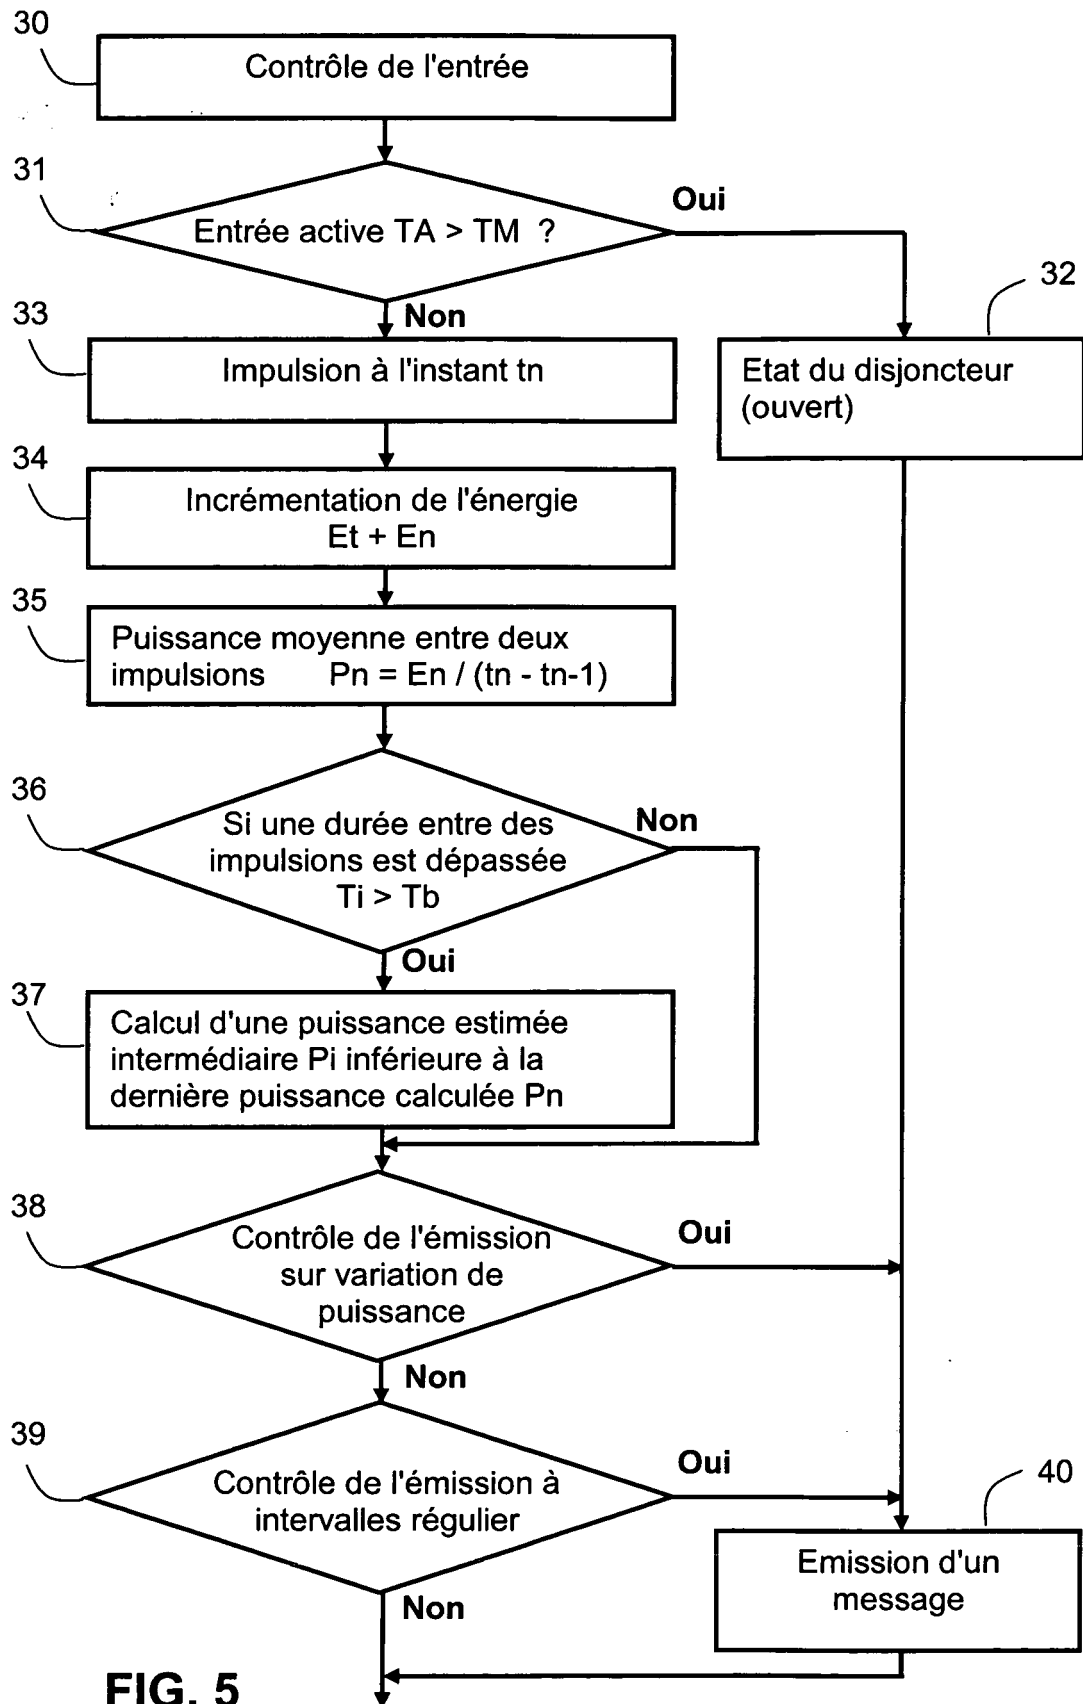 30
Contrôle de l'entrée
31
Oui
Entrée active TA > TM ?
32
33
Non
Impulsion à l'instant tn
Etat du disjoncteur
(ouvert)
34
Incrémentation de l'énergie
Et + En
35
Puissance moyenne entre deux
impulsions Pn = En / (tn - tn-1)
36
Non
Si une durée entre des
impulsions est dépassée
Ti > Tb
Oui
37
Calcul d'une puissance estimée
intermédiaire Pi inférieure à la
dernière puissance calculée Pn
38
Oui
Contrôle de l'émission
sur variation de
puissance
Non
39
Oui
Contrôle de l'émission à
intervalles régulier
40
Emission d'un
message
Non
FIG. 5